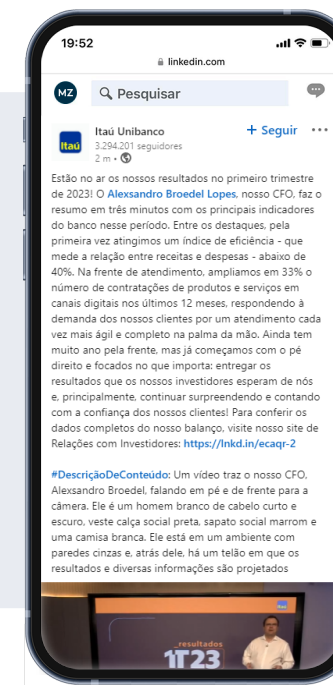 19:52
linkedin.com
MZ
Pesquisar
Itaú
Itaú Unibanco
+ Seguir
3.294.201 seguidores
2 m •
Estão no ar os nossos resultados no primeiro trimestre
de 2023! O Alexsandro Broedel Lopes, nosso CFO, faz o
resumo em três minutos com os principais indicadores
do banco nesse período. Entre os destaques, pela
primeira vez atingimos um índice de eficiência - que
mede a relação entre receitas e despesas - abaixo de
40%. Na frente de atendimento, ampliamos em 33% o
número de contratações de produtos e serviços em
canais digitais nos últimos 12 meses, respondendo à
demanda dos nossos clientes por um atendimento cada
vez mais ágil e completo na palma da mão. Ainda tem
muito ano pela frente, mas já começamos com o pé
direito e focados no que importa: entregar os
resultados que os nossos investidores esperam de nós
e, principalmente, continuar surpreendendo e contando
com a confiança dos nossos clientes! Para conferir os
dados completos do nosso balanço, visite nosso site de
Relações com Investidores: https://lnkd.in/ecaqr-2
#DescriçãoDeConteúdo: Um vídeo traz o nosso CFO,
Alexsandro Broedel, falando em pé e de frente para a
câmera. Ele é um homem branco de cabelo curto e
escuro, veste calça social preta, sapato social marrom e
uma camisa branca. Ele está em um ambiente com
paredes cinzas e, atrás dele, há um telão em que os
resultados e diversas informações são projetados
resultados
1T23